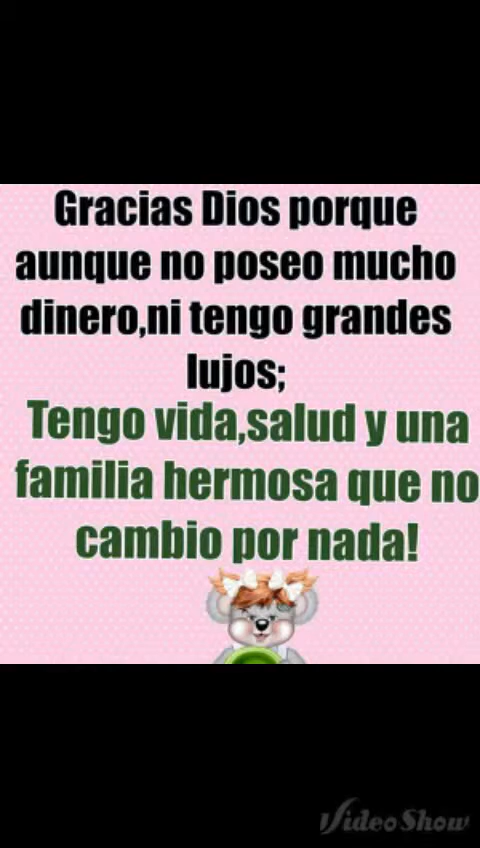 Gracias Dios porque
aunque no poseo mucho
dinero,ni tengo grandes
lujos;
Tengo vida,salud y una
familia hermosa que no
cambio por nada!
VideoShow